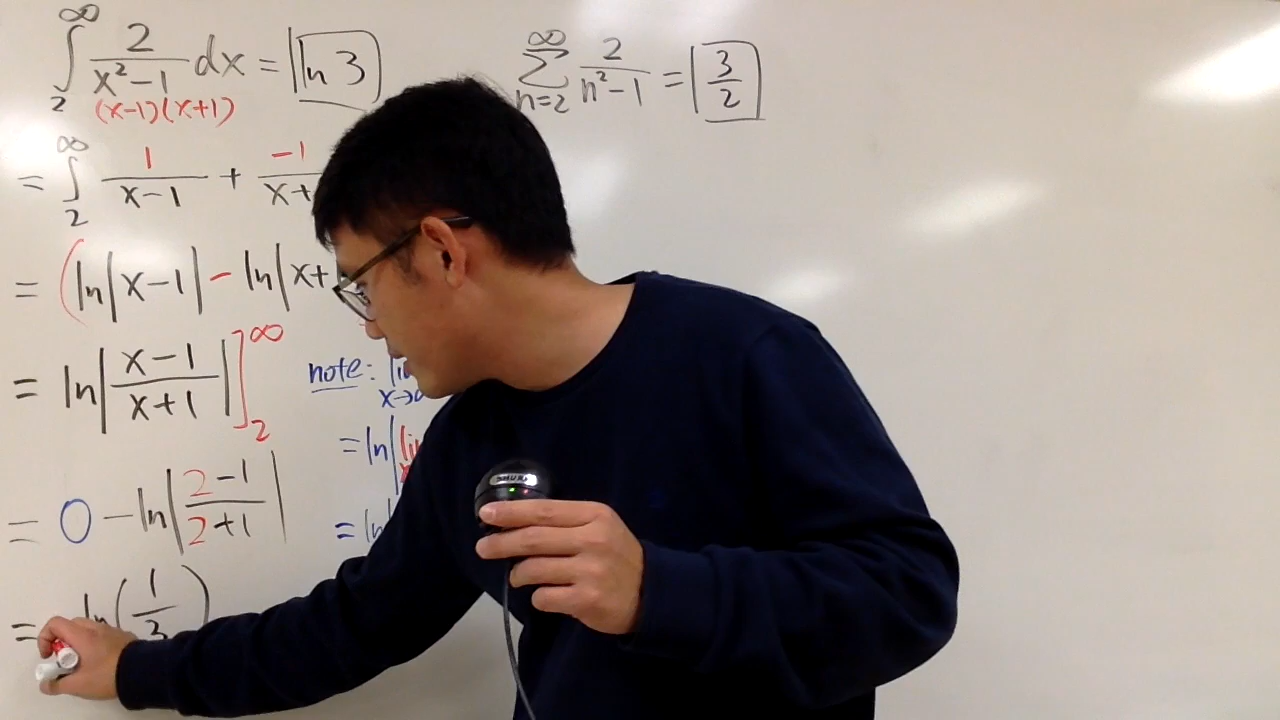 ∫₂^∞ 2/(x²-1) dx = ln 3
(x-1)(x+1)
= ∫₂^∞ 1/(x-1) + -1/(x+
= (ln|x-1| - ln|x+
= ln|(x-1)/(x+1)|]₂^∞
= 0 - ln|(2-1)/(2+1)|
= ln(1/3)
note: li
x→
= ln|(li
= ln
∑_{n=2}^∞ 2/(n²-1) = 3/2
SHURE